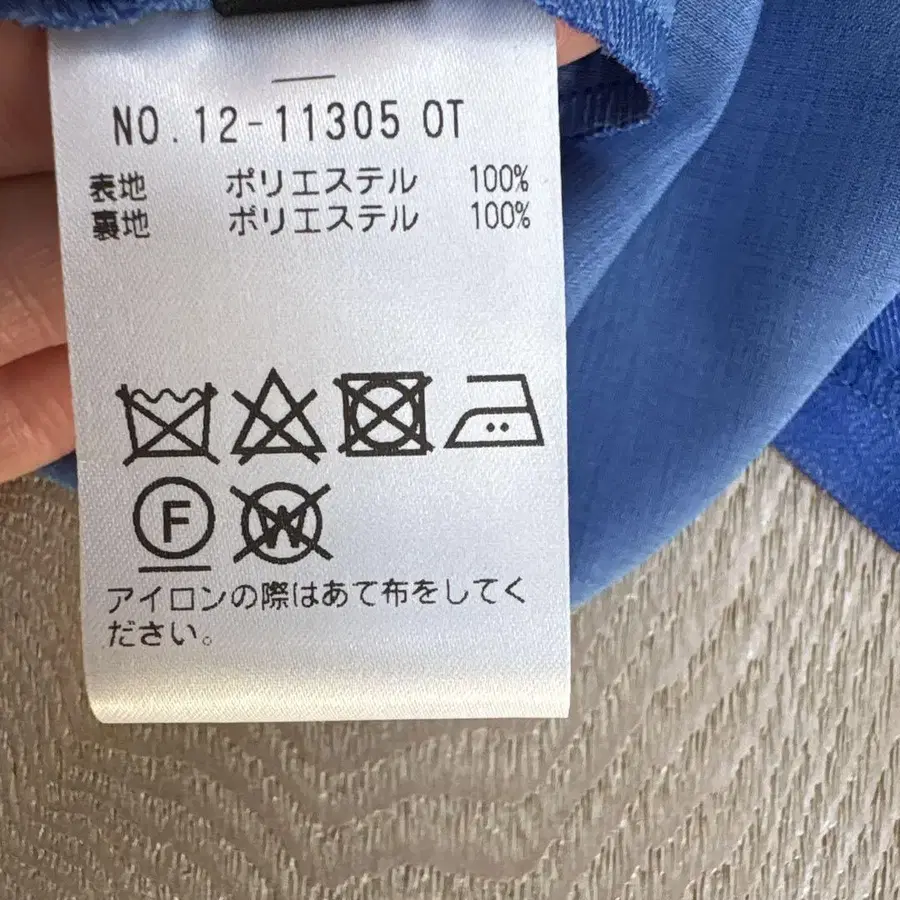 NO.12-11305 OT
表地 ポリエステル 100%
裏地 ポリエステル 100%
F W
アイロンの際はあて布をしてく
ださい。